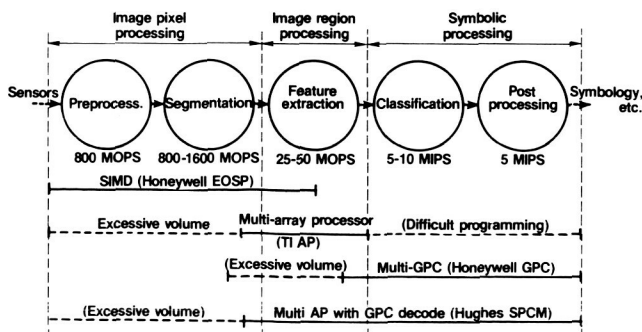 Image pixel
processing
Image region
processing
Symbolic
processing
Sensors
Preprocess.
Segmentation
Feature
extraction
Classification
Post
processing
Symbology,
etc.
800 MOPS
800-1600 MOPS
25-50 MOPS
5-10 MIPS
5 MIPS
SIMD (Honeywell EOSP)
Excessive volume
Multi-array processor
(TI AP)
(Difficult programming)
(Excessive volume)
Multi-GPC (Honeywell GPC)
(Excessive volume)
Multi AP with GPC decode (Hughes SPCM)